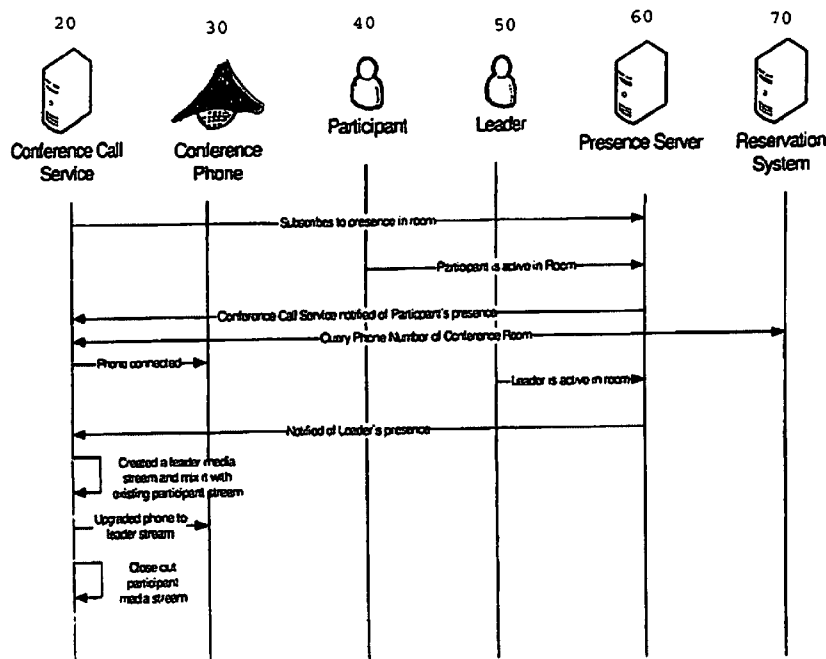 20
30
40
50
60
70
Conference Call
Service
Conference
Phone
Participant
Leader
Presence Server
Reservation
System
Subscribes to presence in room
Participant is active in Room
Conference Call Service notified of Participant's presence
Query Phone Number of Conference Room
Phone connected
Leader is active in room
Notified of Leader's presence
Created a leader media
stream and mix it with
existing participant stream
Upgraded phone to
leader stream
Close out
participant
media stream